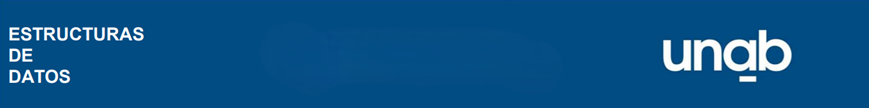 ESTRUCTURAS
DE
DATOS
unab